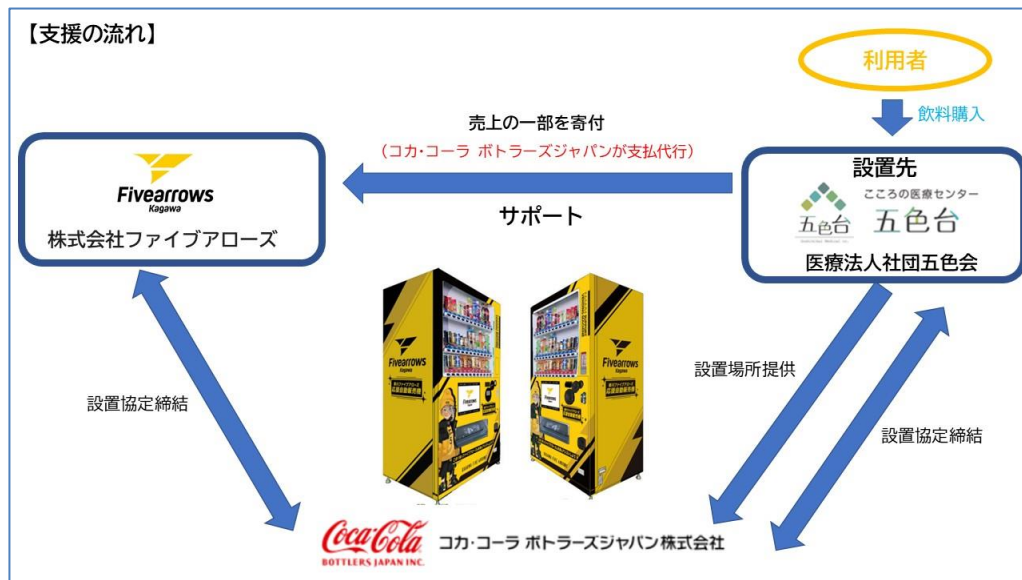 【支援の流れ】
利用者
飲料購入
売上の一部を寄付
（コカ・コーラ ボトラーズジャパンが支払代行）
サポート
Fivearrows
Kagawa
株式会社ファイブアローズ
設置先
五色台
こころの医療センター
五色台
医療法人社団五色会
Fivearrows
Kagawa
Fivearrows
Kagawa
設置協定締結
設置場所提供
設置協定締結
Coca-Cola
BOTTLERS JAPAN INC.
コカ・コーラ ボトラーズジャパン株式会社